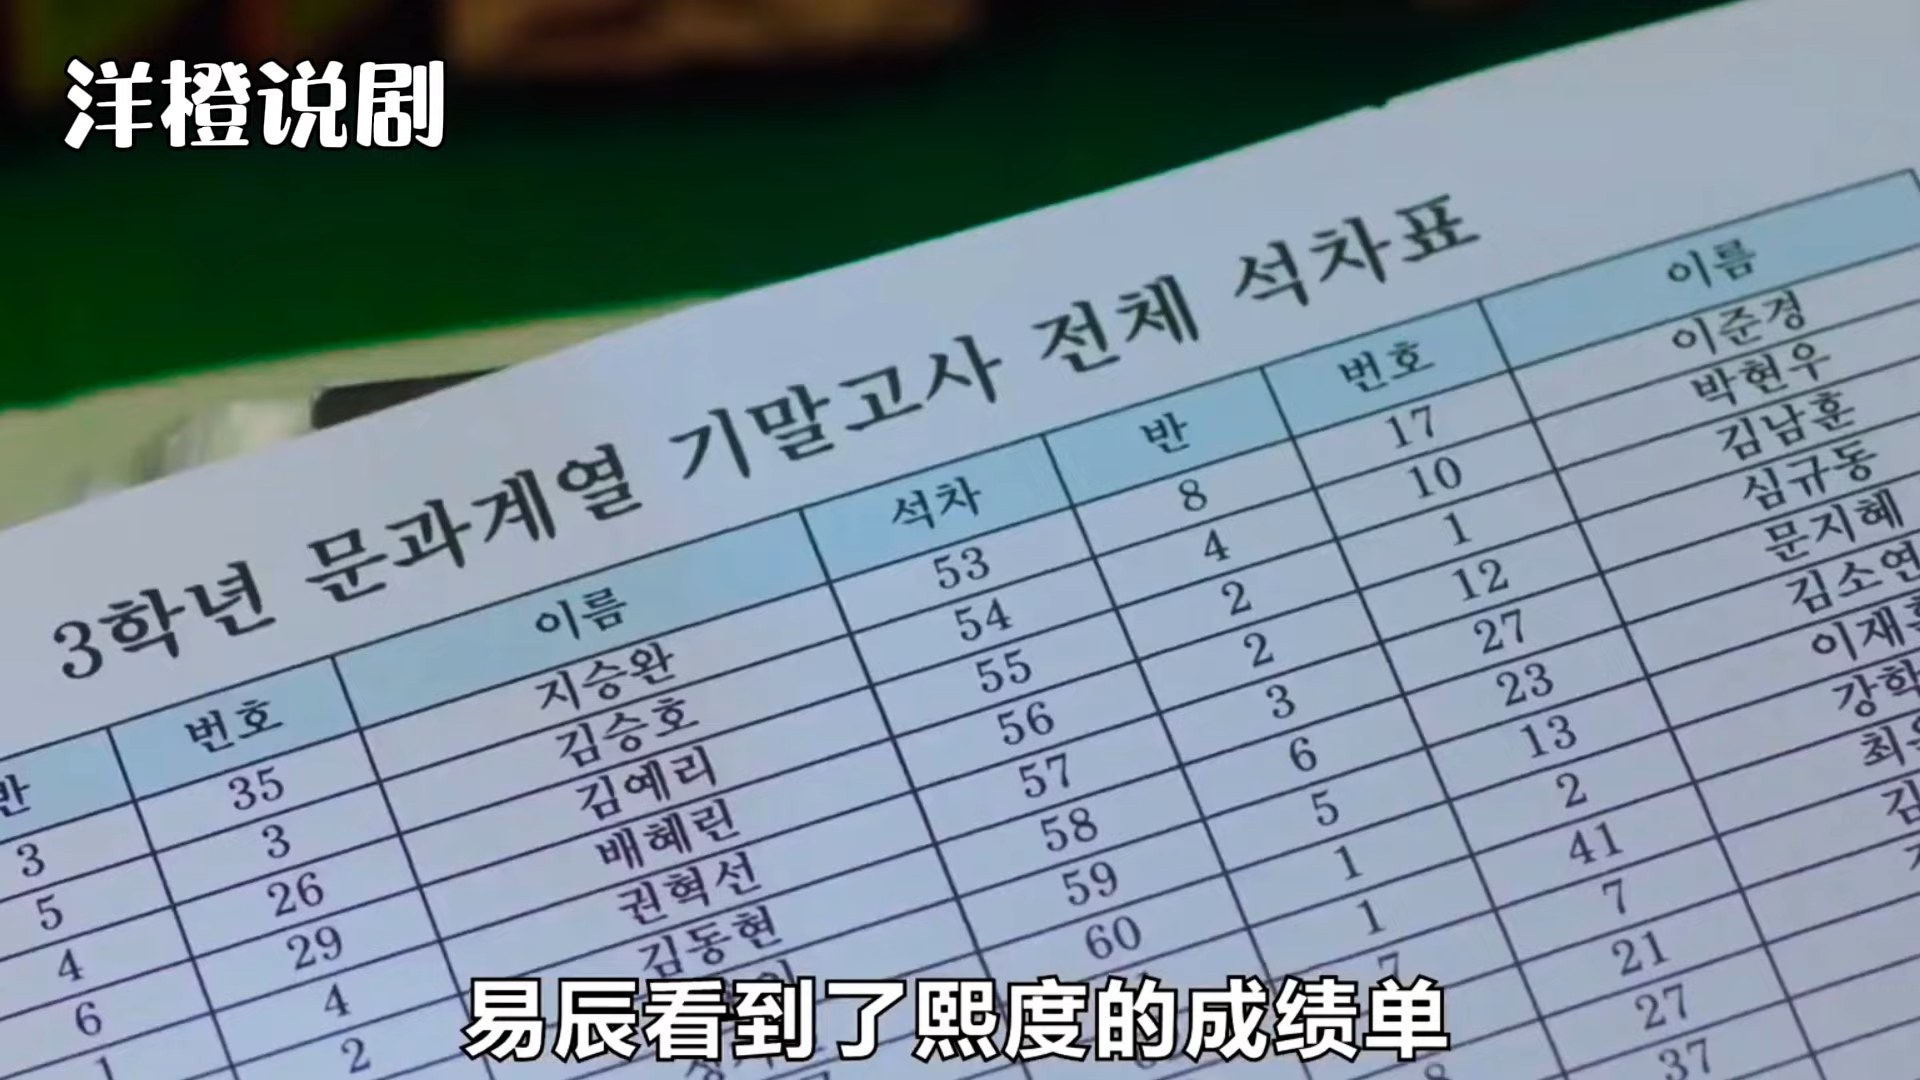 洋橙说剧
3학년 문과계열 기말고사 전체 석차표
반 번호 이름 석차 반 번호 이름
3 35 지승완 53 8 17 이준경
5 3 김승호 54 4 10 박현우
4 26 김예리 55 2 1 김남훈
6 29 배혜린 56 2 12 심규동
1 4 권혁선 57 3 27 문지혜
2 김동현 58 6 23 김소연
59 5 13
60 1 2
1 41
7 7
21
27
37
易辰看到了熙度的成绩单